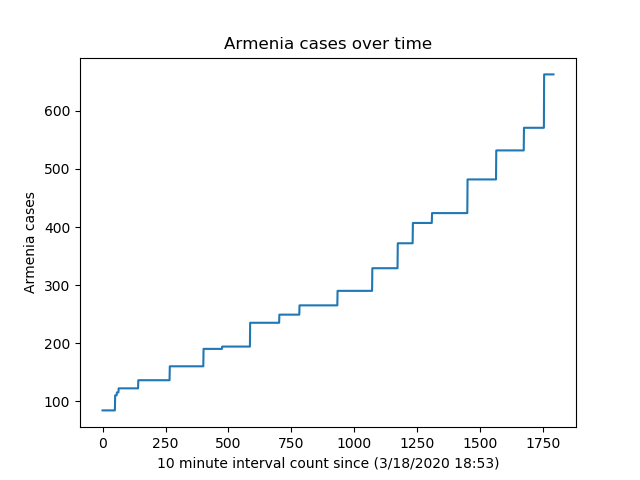 Armenia cases over time
Armenia cases
600
500
400
300
200
100
0 250 500 750 1000 1250 1500 1750
10 minute interval count since (3/18/2020 18:53)